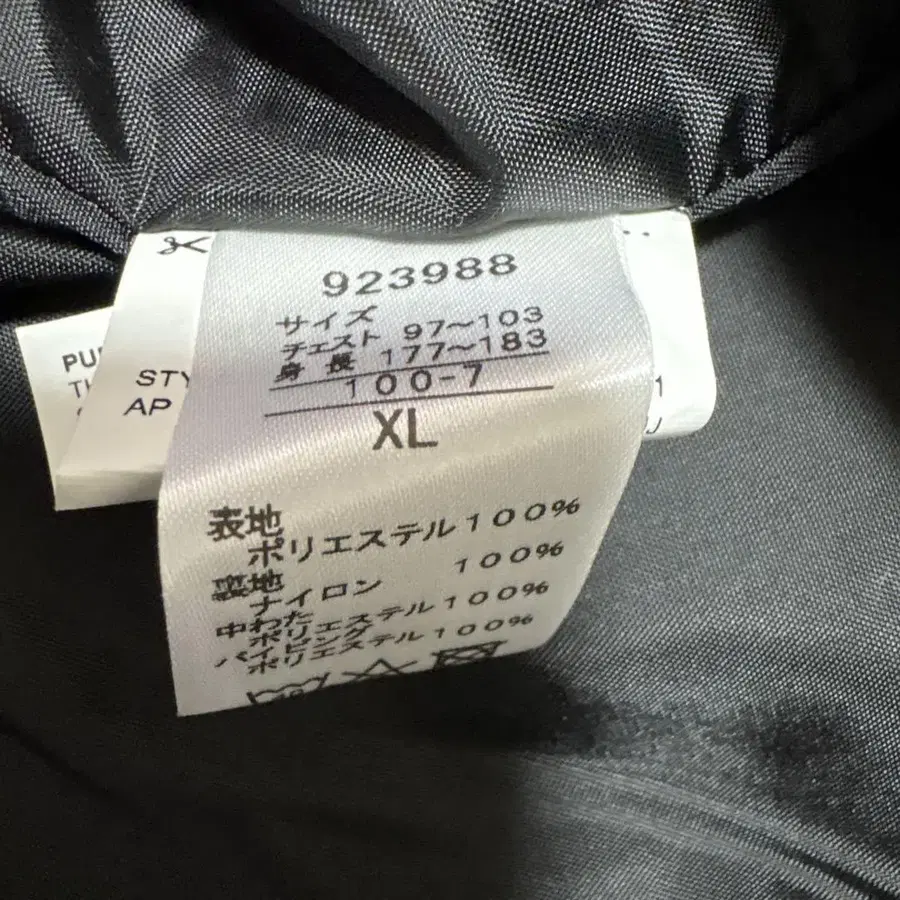 923988
サイズ
チェスト 97～103
身長 177～183
100-7
XL
表地
ポリエステル100%
裏地
ナイロン 100%
中わた
ポリエステル100%
パイピング
ポリエステル100%
STY
AP
PU